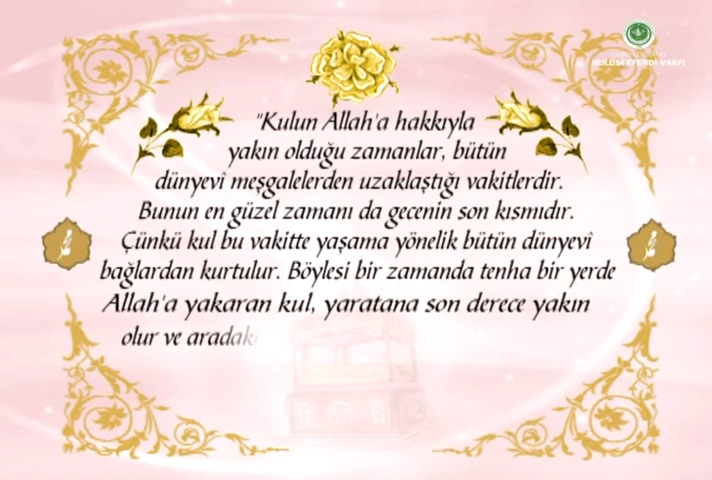 HULÛSİ EFENDİ VAKFI
"Kulun Allah'a hakkıyla
yakın olduğu zamanlar, bütün
dünyevî meşgalelerden uzaklaştığı vakitlerdir.
Bunun en güzel zamanı da gecenin son kısmıdır.
Çünkü kul bu vakitte yaşama yönelik bütün dünyevî
bağlardan kurtulur. Böylesi bir zamanda tenha bir yerde
Allah'a yakaran kul, yaratana son derece yakın
olur ve aradaki